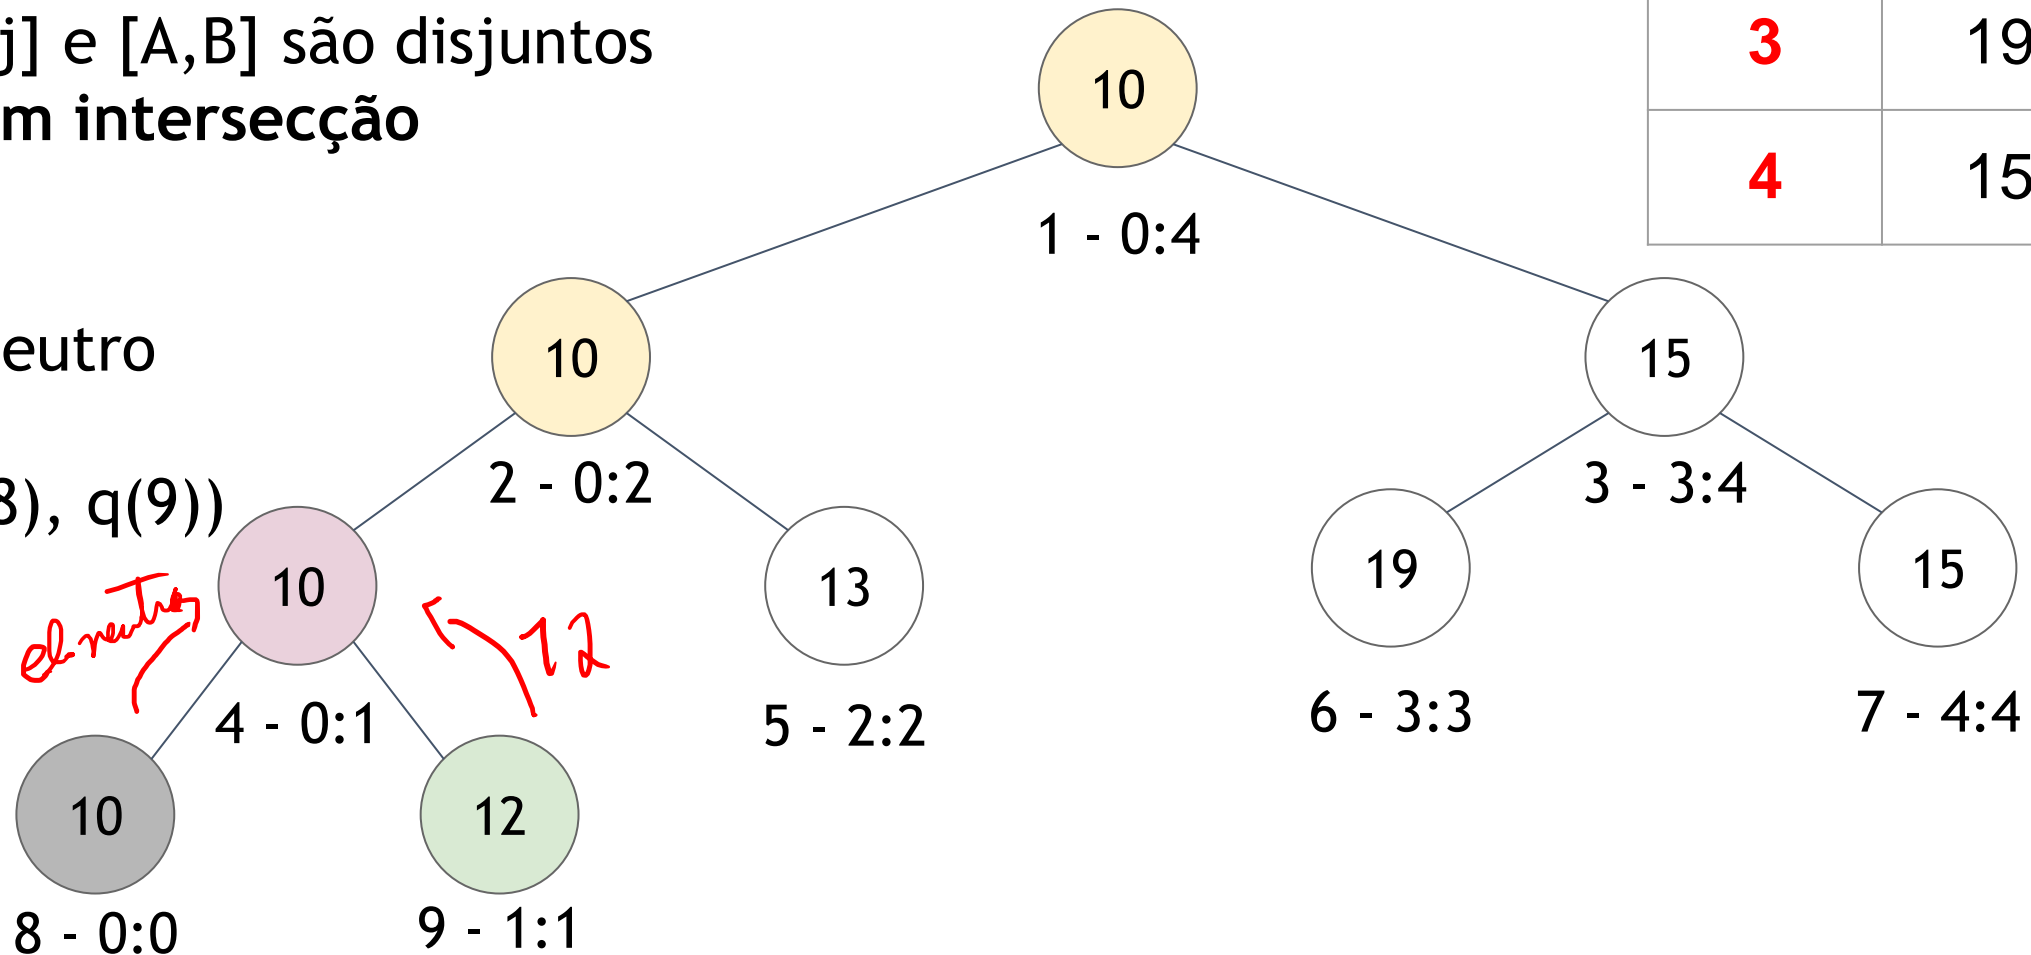 j] e [A,B] são disjuntos
m intersecção
3 19
4 15
10
1 - 0:4
eutro
10
15
2 - 0:2
3 - 3:4
8), q(9))
10
13
19
15
el. neutro
12
4 - 0:1
5 - 2:2
6 - 3:3
7 - 4:4
10
12
8 - 0:0
9 - 1:1